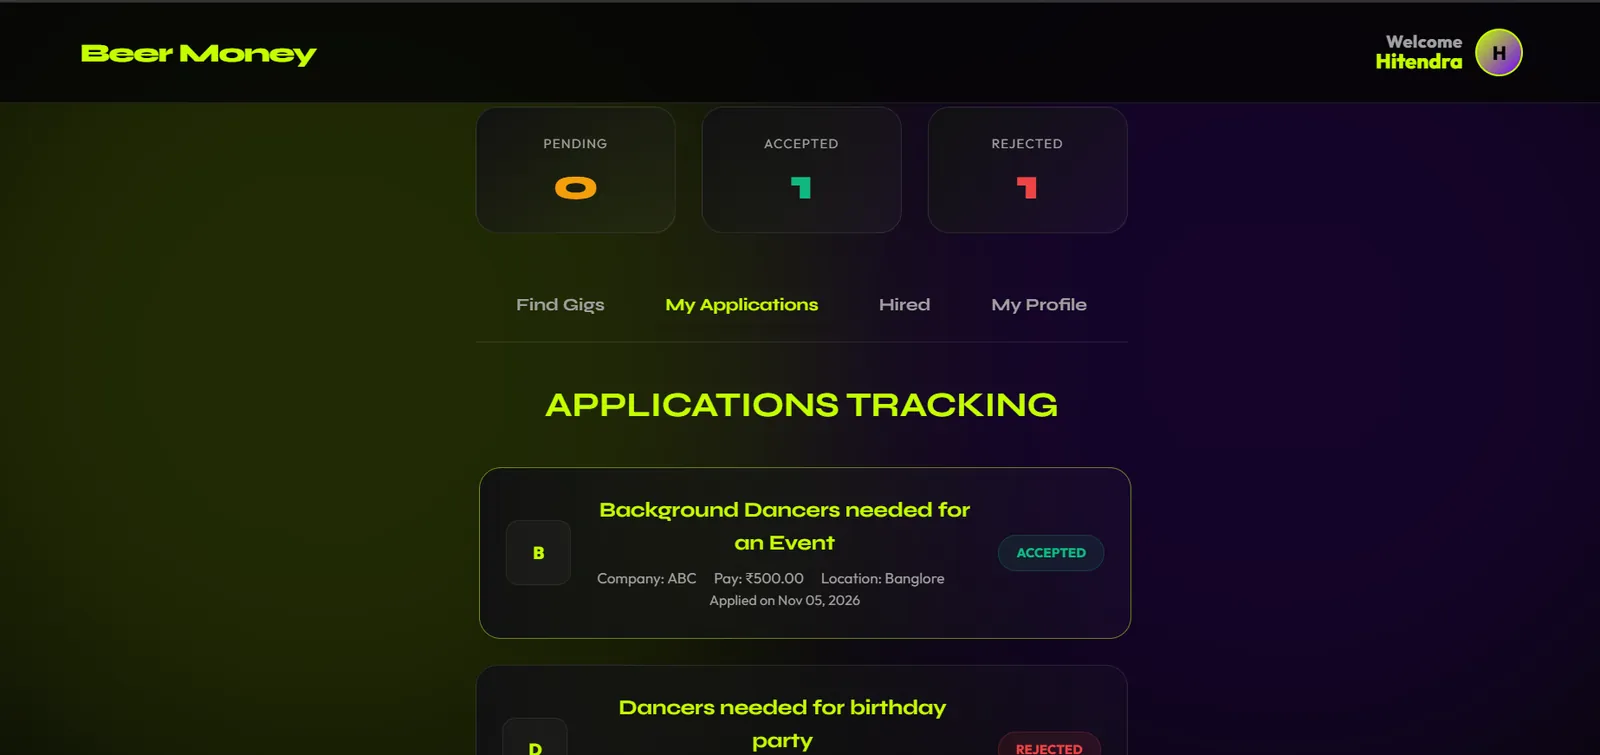 Beer Money
Welcome
Hitendra
H
PENDING
0
ACCEPTED
1
REJECTED
1
Find Gigs
My Applications
Hired
My Profile
APPLICATIONS TRACKING
B
Background Dancers needed for
an Event
Company: ABC
Pay: ₹500.00
Location: Banglore
Applied on Nov 05, 2026
ACCEPTED
D
Dancers needed for birthday
party
REJECTED